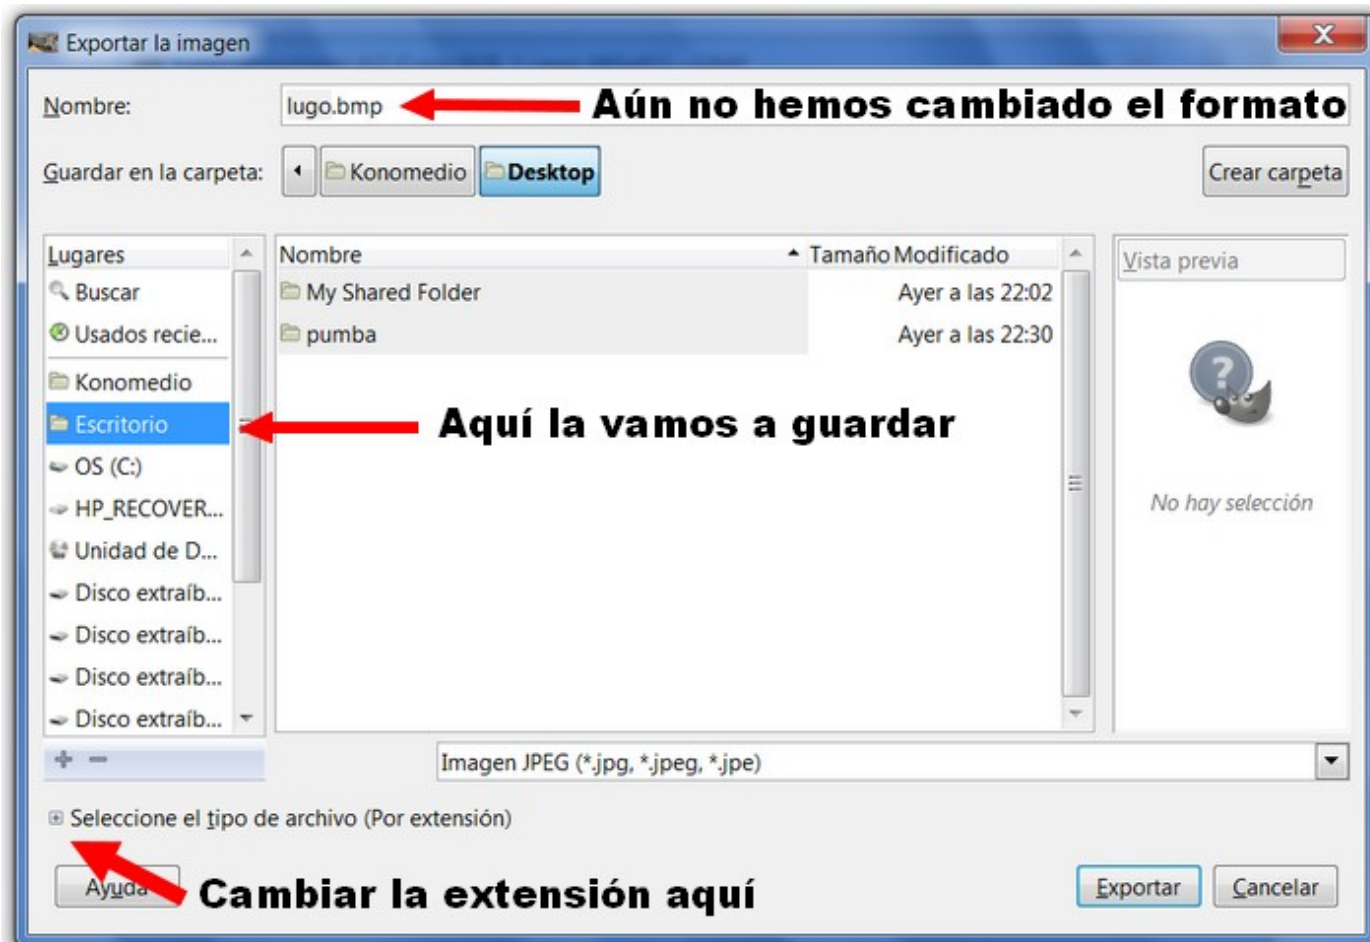 Exportar la imagen
X
Nombre: lugo.bmp Aún no hemos cambiado el formato
Guardar en la carpeta: Konomedio Desktop Crear carpeta
Lugares Nombre Tamaño Modificado Vista previa
Buscar My Shared Folder Ayer a las 22:02
Usados recie... pumba Ayer a las 22:30
Konomedio
Escritorio Aquí la vamos a guardar
OS (C:)
HP_RECOVER... No hay selección
Unidad de D...
Disco extraíb...
Disco extraíb...
Disco extraíb...
Disco extraíb...
Imagen JPEG (*.jpg, *.jpeg, *.jpe)
Seleccione el tipo de archivo (Por extensión)
Ayuda Cambiar la extensión aquí Exportar Cancelar